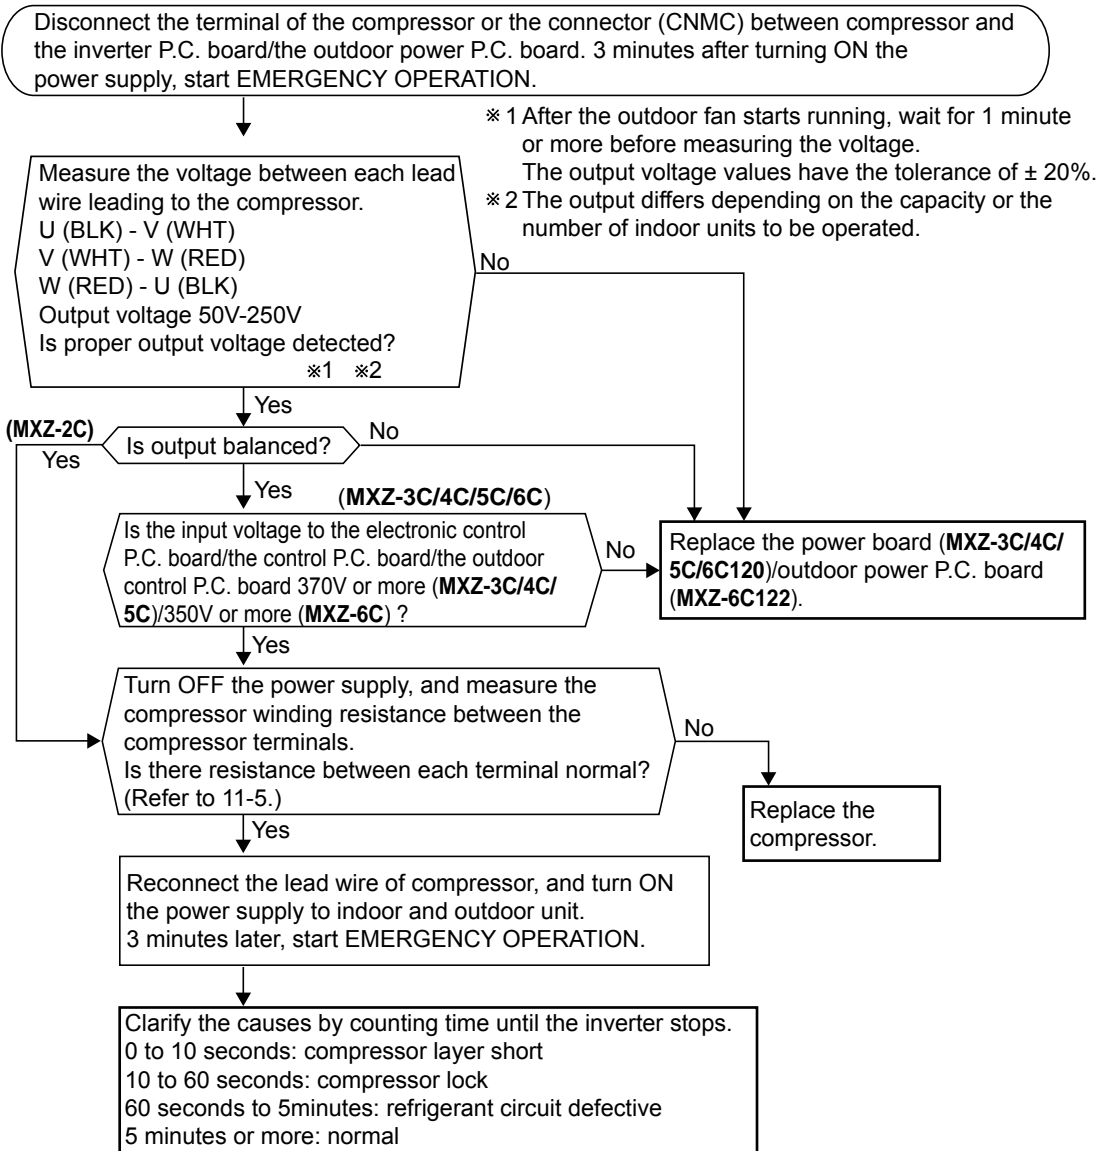 Disconnect the terminal of the compressor or the connector (CNMC) between compressor and
the inverter P.C. board/the outdoor power P.C. board. 3 minutes after turning ON the
power supply, start EMERGENCY OPERATION.
※ 1 After the outdoor fan starts running, wait for 1 minute
or more before measuring the voltage.
The output voltage values have the tolerance of ± 20%.
※ 2 The output differs depending on the capacity or the
number of indoor units to be operated.
Measure the voltage between each lead
wire leading to the compressor.
U (BLK) - V (WHT)
V (WHT) - W (RED)
W (RED) - U (BLK)
Output voltage 50V-250V
Is proper output voltage detected?
※1 ※2
No
Yes
(MXZ-2C)
Yes
Is output balanced?
No
Yes
(MXZ-3C/4C/5C/6C)
Is the input voltage to the electronic control
P.C. board/the control P.C. board/the outdoor
control P.C. board 370V or more (MXZ-3C/4C/
5C)/350V or more (MXZ-6C) ?
No
Replace the power board (MXZ-3C/4C/
5C/6C120)/outdoor power P.C. board
(MXZ-6C122).
Yes
Turn OFF the power supply, and measure the
compressor winding resistance between the
compressor terminals.
Is there resistance between each terminal normal?
(Refer to 11-5.)
No
Replace the
compressor.
Yes
Reconnect the lead wire of compressor, and turn ON
the power supply to indoor and outdoor unit.
3 minutes later, start EMERGENCY OPERATION.
Clarify the causes by counting time until the inverter stops.
0 to 10 seconds: compressor layer short
10 to 60 seconds: compressor lock
60 seconds to 5minutes: refrigerant circuit defective
5 minutes or more: normal